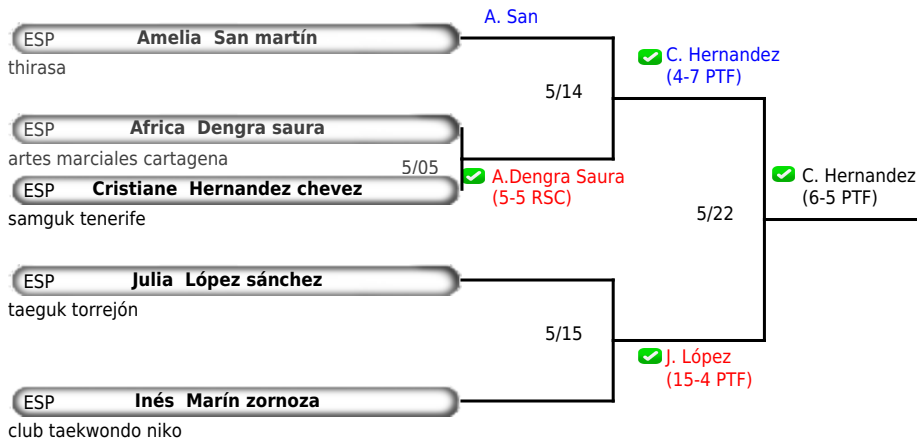 A. San
ESP Amelia San martín
thirasa
C. Hernandez
(4-7 PTF)
5/14
ESP Africa Dengra saura
artes marciales cartagena
5/05
A.Dengra Saura
(5-5 RSC)
ESP Cristiane Hernandez chevez
samguk tenerife
C. Hernandez
(6-5 PTF)
5/22
ESP Julia López sánchez
taeguk torrejón
5/15
J. López
(15-4 PTF)
ESP Inés Marín zornoza
club taekwondo niko